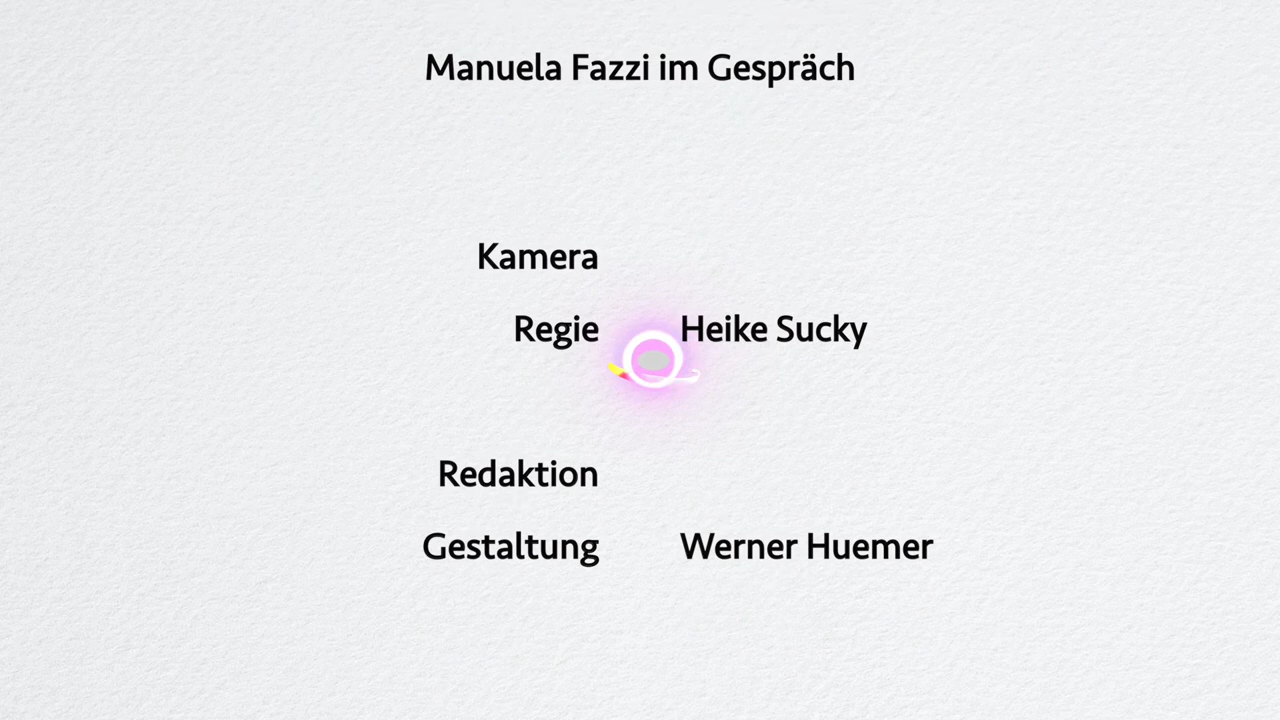 Manuela Fazzi im Gespräch
Kamera
Regie Heike Sucky
Redaktion
Gestaltung Werner Huemer